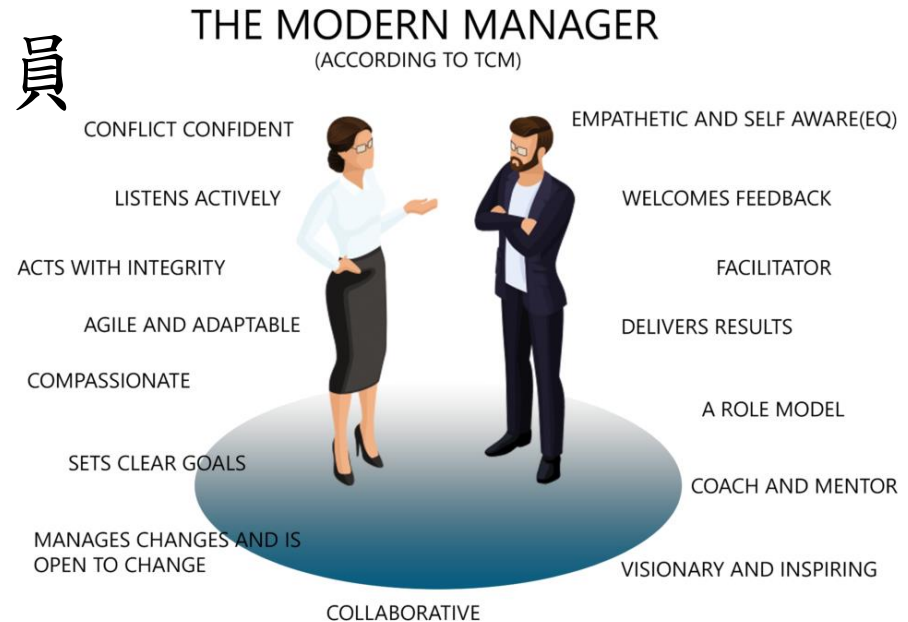 THE MODERN MANAGER
(ACCORDING TO TCM)
員
CONFLICT CONFIDENT
LISTENS ACTIVELY
ACTS WITH INTEGRITY
AGILE AND ADAPTABLE
COMPASSIONATE
SETS CLEAR GOALS
MANAGES CHANGES AND IS
OPEN TO CHANGE
COLLABORATIVE
EMPATHETIC AND SELF AWARE(EQ)
WELCOMES FEEDBACK
FACILITATOR
DELIVERS RESULTS
A ROLE MODEL
COACH AND MENTOR
VISIONARY AND INSPIRING